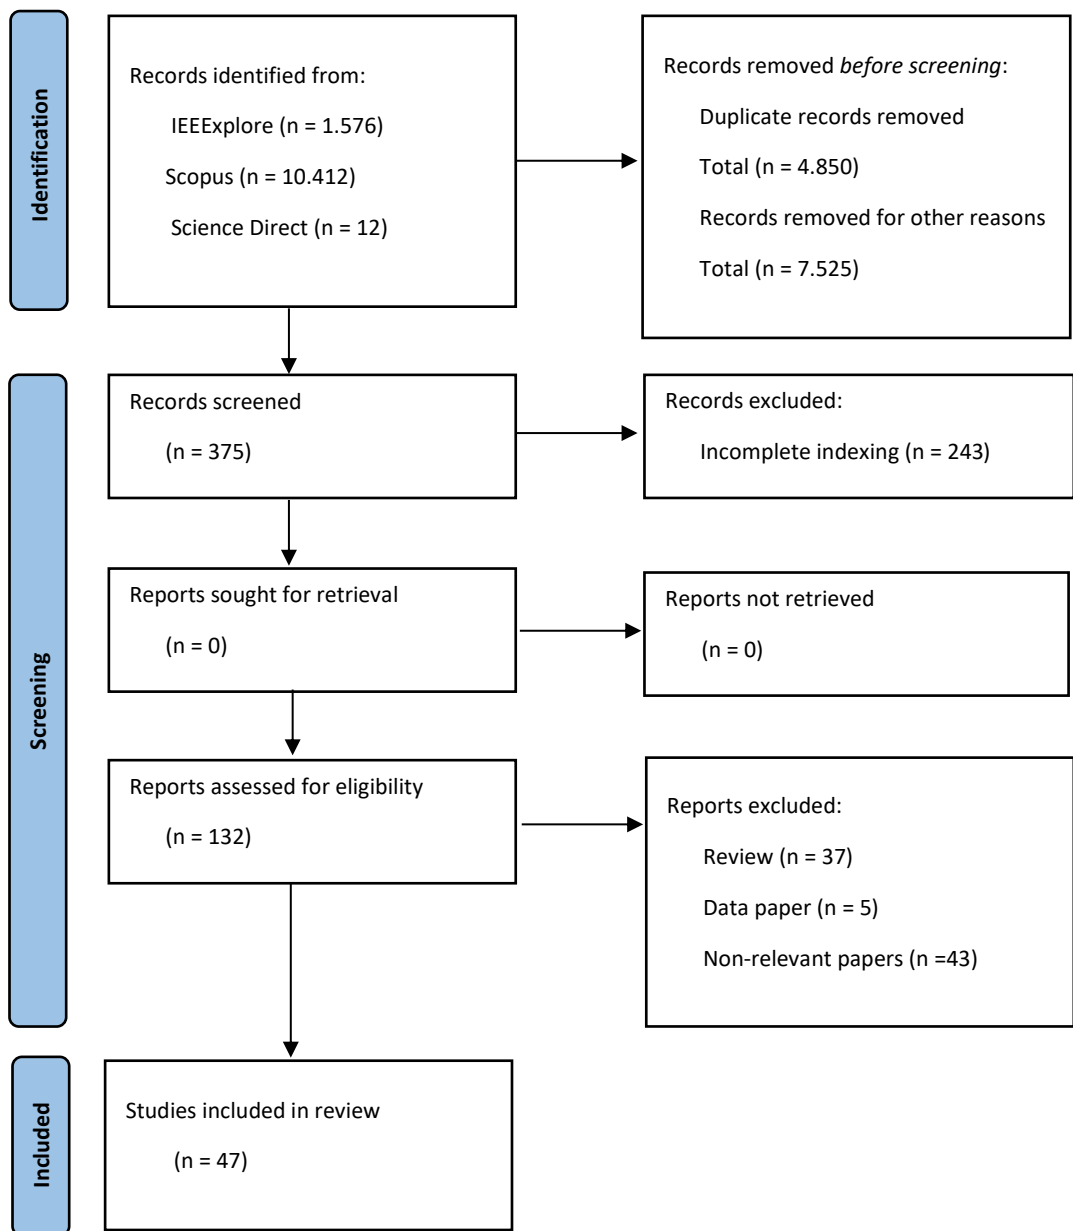 Identification
Records identified from:
IEEExplore (n = 1.576)
Scopus (n = 10.412)
Science Direct (n = 12)
Records removed before screening:
Duplicate records removed
Total (n = 4.850)
Records removed for other reasons
Total (n = 7.525)
Screening
Records screened
(n = 375)
Records excluded:
Incomplete indexing (n = 243)
Reports sought for retrieval
(n = 0)
Reports not retrieved
(n = 0)
Reports assessed for eligibility
(n = 132)
Reports excluded:
Review (n = 37)
Data paper (n = 5)
Non-relevant papers (n =43)
Included
Studies included in review
(n = 47)